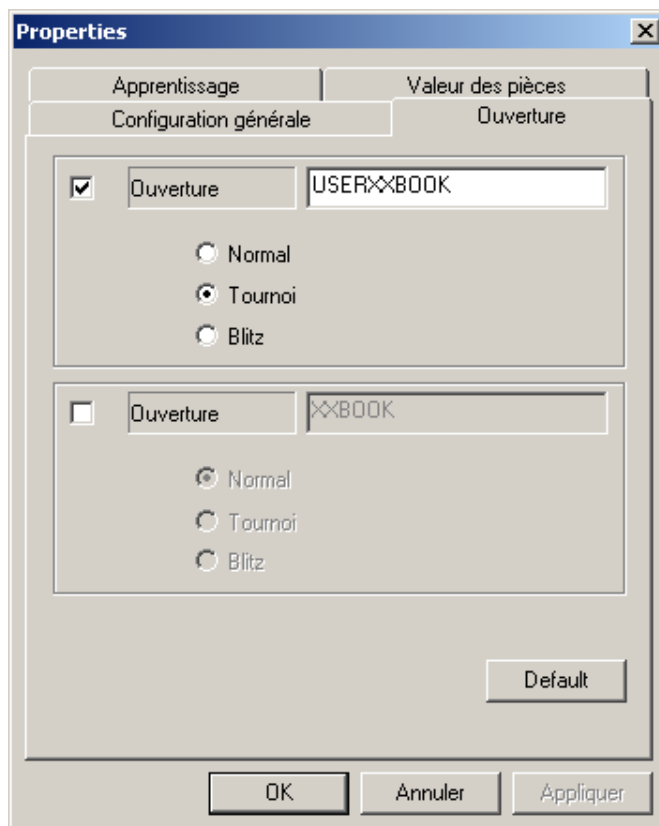 Properties
Apprentissage Valeur des pièces
Configuration générale Ouverture
Ouverture USERXXBOOK
Normal
Tournoi
Blitz
Ouverture XXBOOK
Normal
Tournoi
Blitz
Default
OK Annuler Appliquer